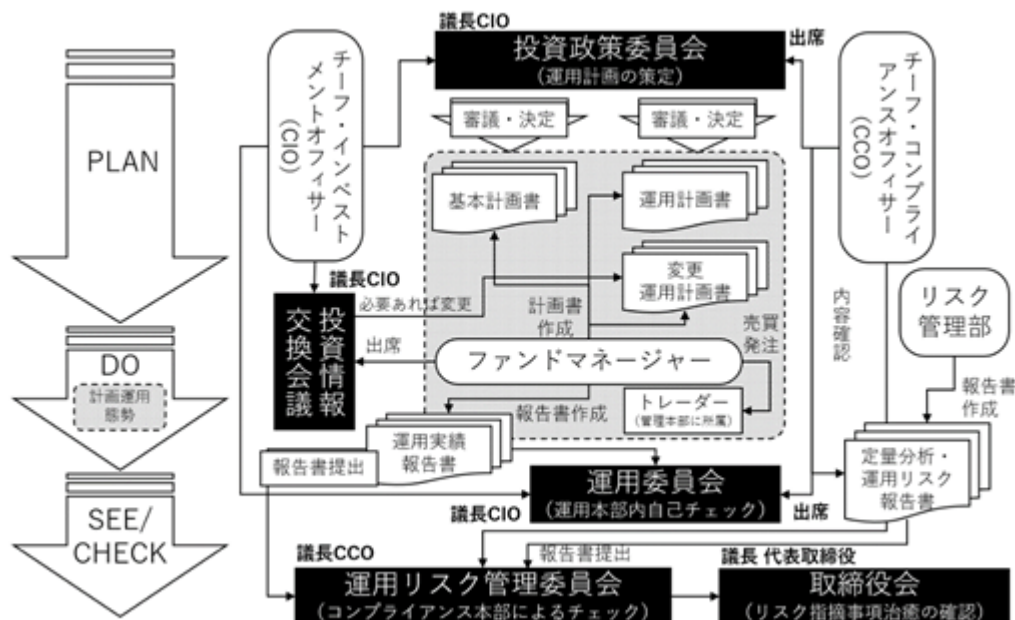 議長CIO
投資政策委員会
(運用計画の策定)
出席
チーフ・インベスト
メントオフィサー
(CIO)
チーフ・コンプライ
アンスオフィサー
(CCO)
PLAN
審議・決定
審議・決定
基本計画書
運用計画書
変更
運用計画書
議長CIO
投資情報
交換会議
必要あれば変更
計画書
作成
売買
発注
内容確認
リスク
管理部
DO
計画運用
態勢
出席
ファンドマネージャー
報告書作成
トレーダー
(管理本部に所属)
報告書
作成
運用実績
報告書
報告書提出
定量分析・
運用リスク
報告書
運用委員会
(運用本部内自己チェック)
議長CIO
出席
SEE/
CHECK
議長CCO
報告書提出
議長 代表取締役
運用リスク管理委員会
(コンプライアンス本部によるチェック)
取締役会
(リスク指摘事項治癒の確認)